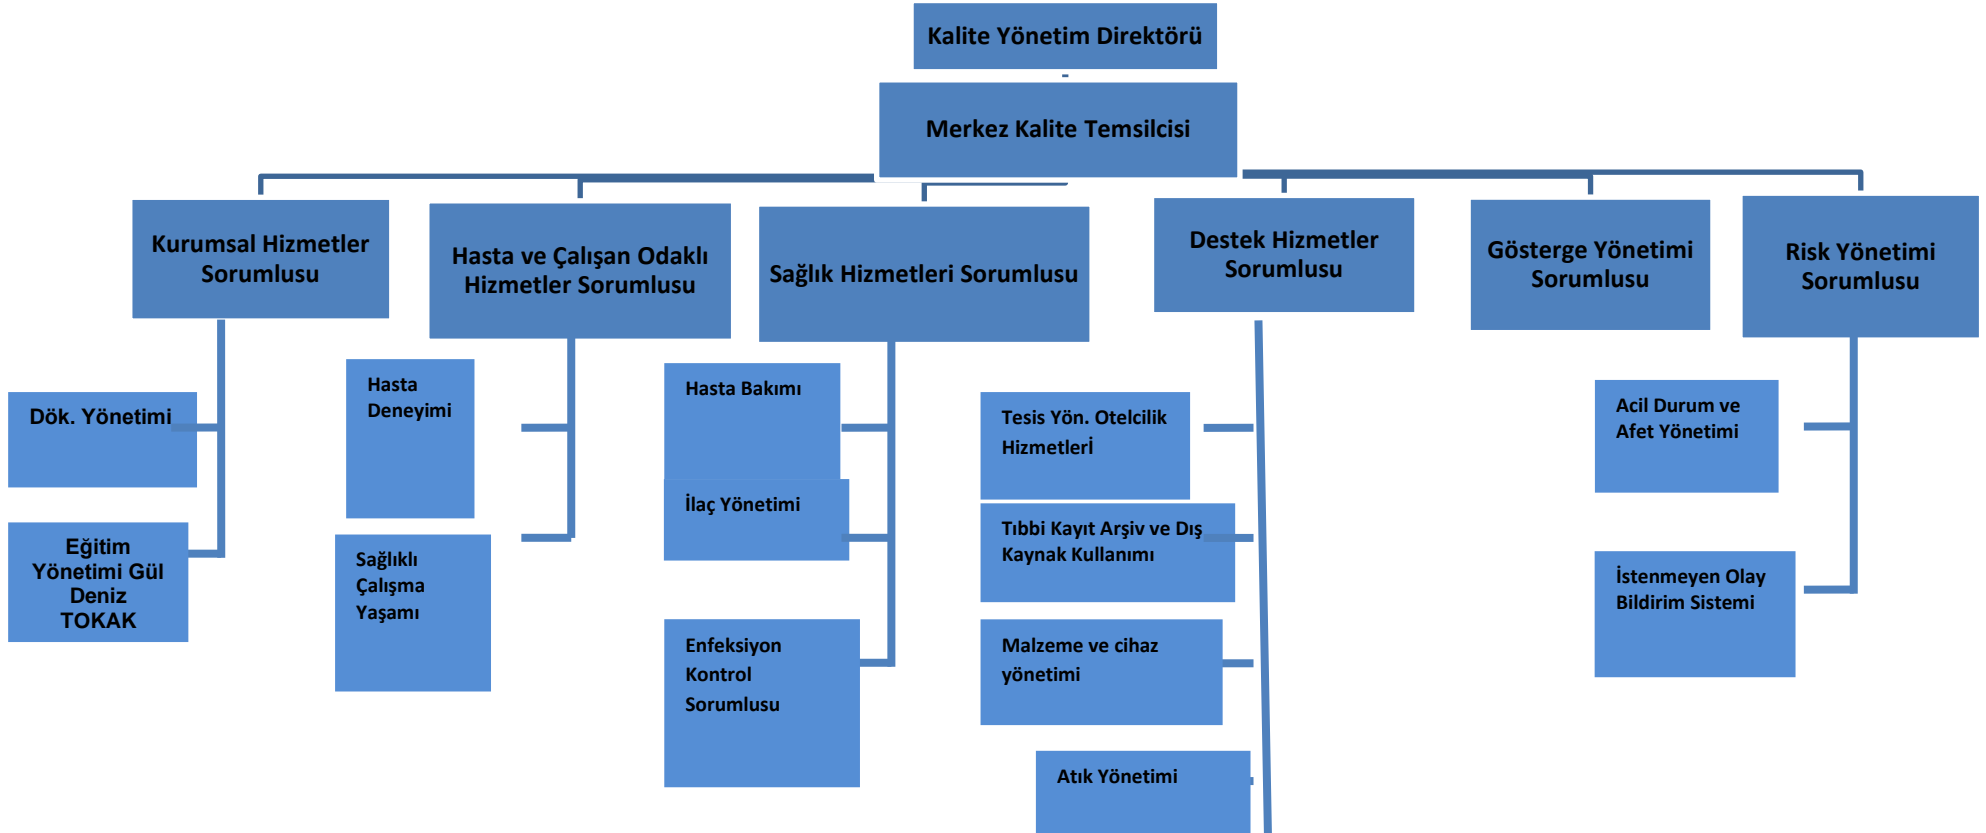 Kalite Yönetim Direktörü
Merkez Kalite Temsilcisi
Kurumsal Hizmetler
Sorumlusu
Hasta ve Çalışan Odaklı
Hizmetler Sorumlusu
Sağlık Hizmetleri Sorumlusu
Destek Hizmetler
Sorumlusu
Gösterge Yönetimi
Sorumlusu
Risk Yönetimi
Sorumlusu
Dök. Yönetimi
Eğitim
Yönetimi Gül
Deniz
TOKAK
Hasta
Deneyimi
Sağlıklı
Çalışma
Yaşamı
Hasta Bakımı
İlaç Yönetimi
Enfeksiyon
Kontrol
Sorumlusu
Tesis Yön. Otelcilik
Hizmetlerİ
Tıbbi Kayıt Arşiv ve Dış
Kaynak Kullanımı
Malzeme ve cihaz
yönetimi
Atık Yönetimi
Acil Durum ve
Afet Yönetimi
İstenmeyen Olay
Bildirim Sistemi